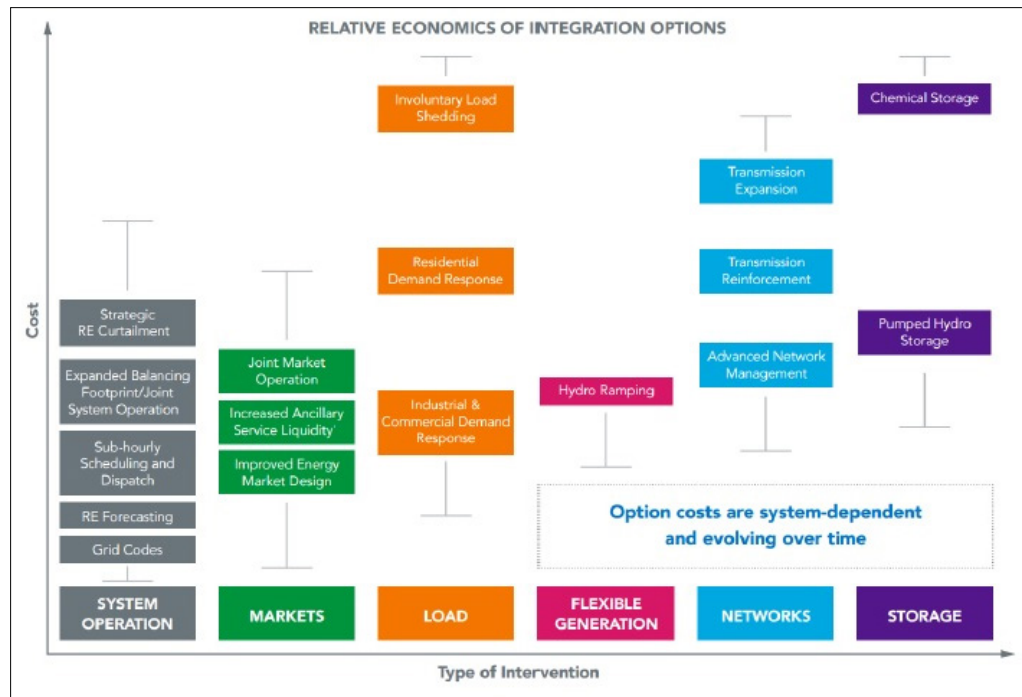 RELATIVE ECONOMICS OF INTEGRATION OPTIONS
Cost
Strategic
RE Curtailment
Expanded Balancing
Footprint/Joint
System Operation
Sub-hourly
Scheduling and
Dispatch
RE Forecasting
Grid Codes
SYSTEM
OPERATION
Joint Market
Operation
Increased Ancillary
Service Liquidity
Improved Energy
Market Design
MARKETS
Involuntary Load
Shedding
Residential
Demand Response
Industrial &
Commercial Demand
Response
LOAD
Hydro Ramping
FLEXIBLE
GENERATION
Transmission
Expansion
Transmission
Reinforcement
Advanced Network
Management
NETWORKS
Chemical Storage
Pumped Hydro
Storage
STORAGE
Option costs are system-dependent
and evolving over time
Type of Intervention